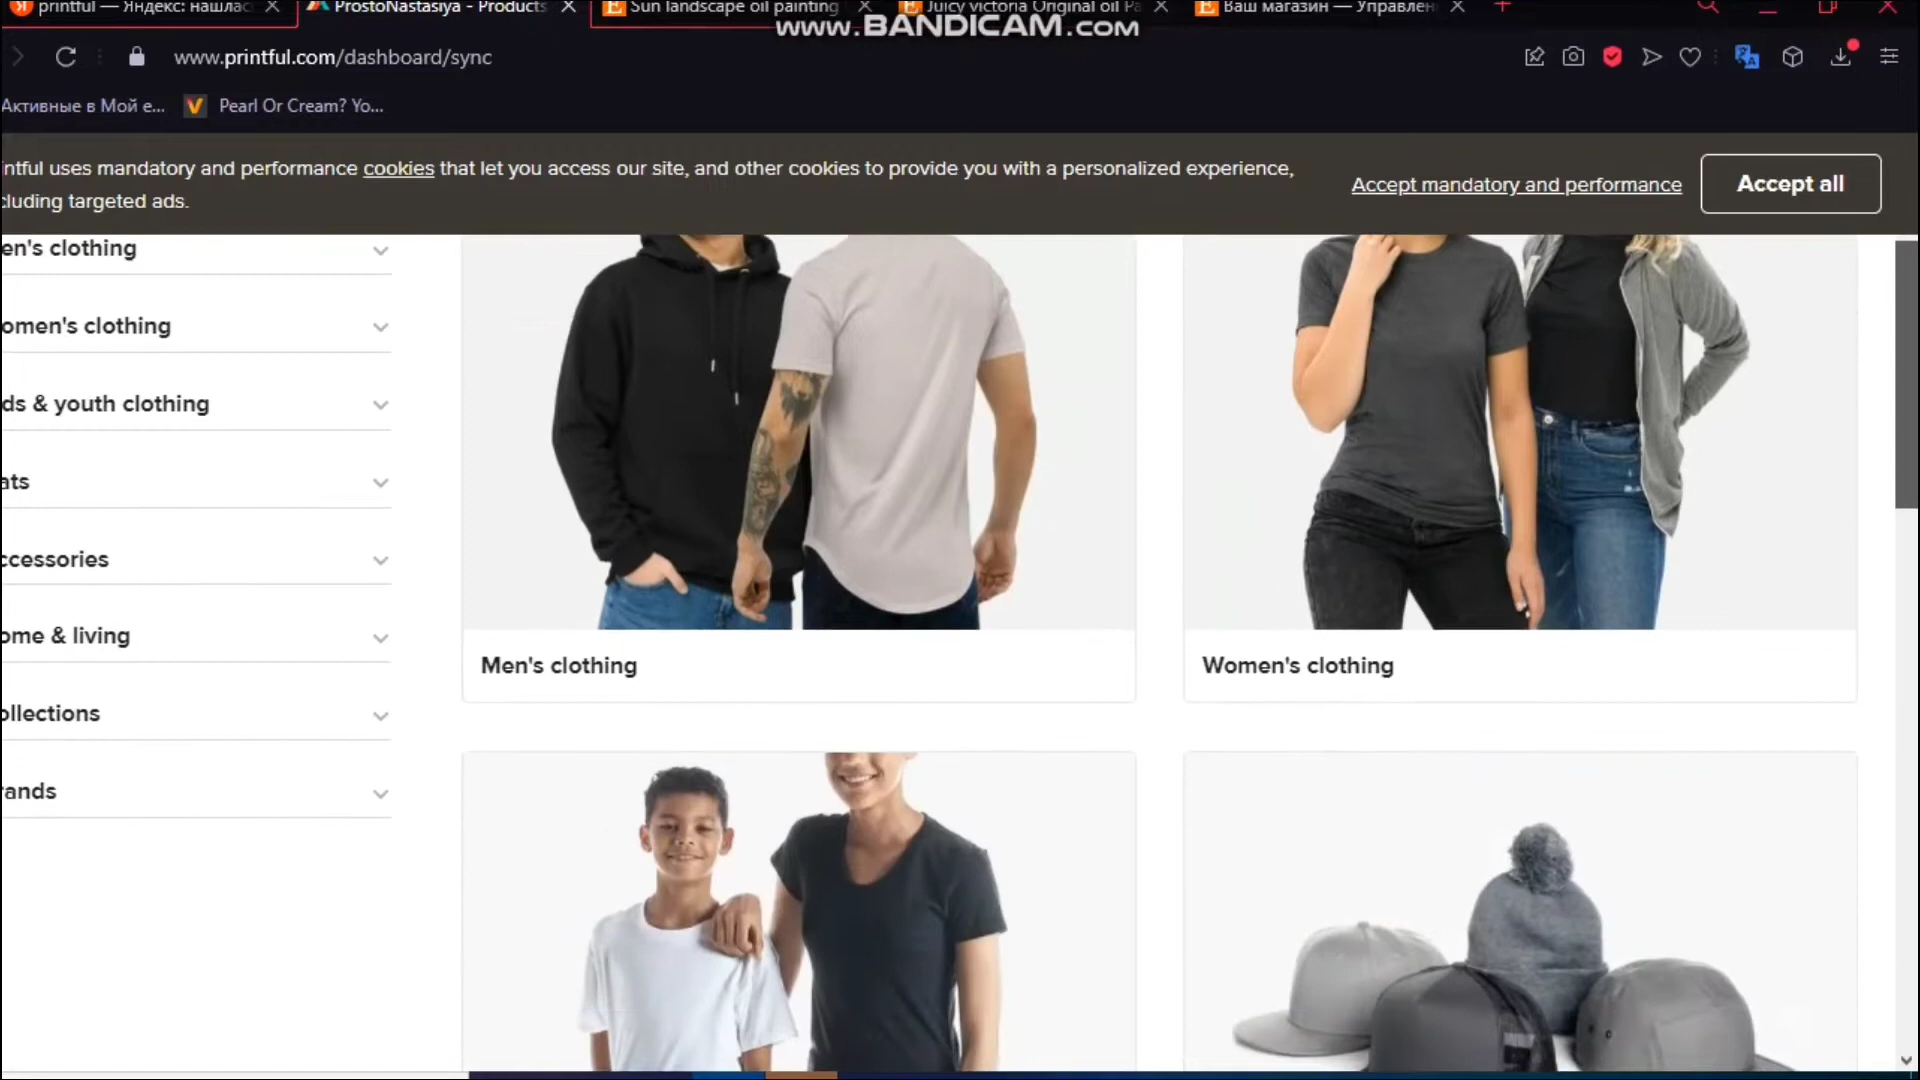 printful — Яндекс: нашлас
ProstoNastasiya - Products
Sun landscape oil painting
Juicy victoria Original oil Pa
Ваш магазин — Управлен
www.BANDICAM.com
www.printful.com/dashboard/sync
Активные в Мой е...
Pearl Or Cream? Yo...
intful uses mandatory and performance cookies that let you access our site, and other cookies to provide you with a personalized experience,
cluding targeted ads.
Accept mandatory and performance
Accept all
en's clothing
omen's clothing
ds & youth clothing
ats
ccessories
ome & living
ollections
rands
Men's clothing
Women's clothing